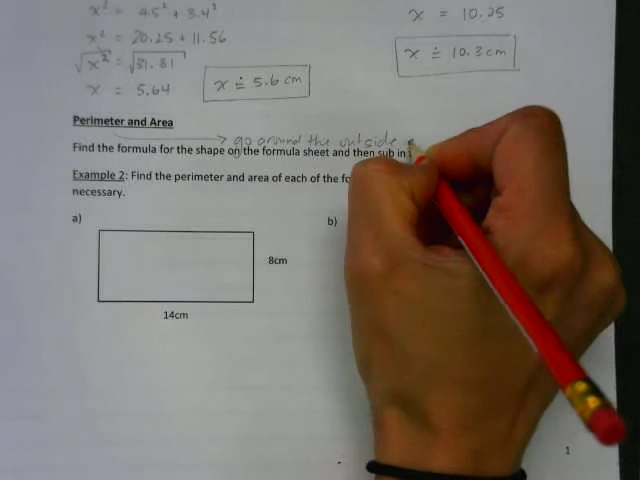 x² = 4.5² + 3.4²
x = 10.25
x² = 20.25 + 11.56
x ≐ 10.3 cm
√x² = √31.81
x ≐ 5.6 cm
x = 5.64
Perimeter and Area
→ go around the outside
Find the formula for the shape on the formula sheet and then sub in
Example 2: Find the perimeter and area of each of the
necessary.
a)
b)
8cm
14cm
1